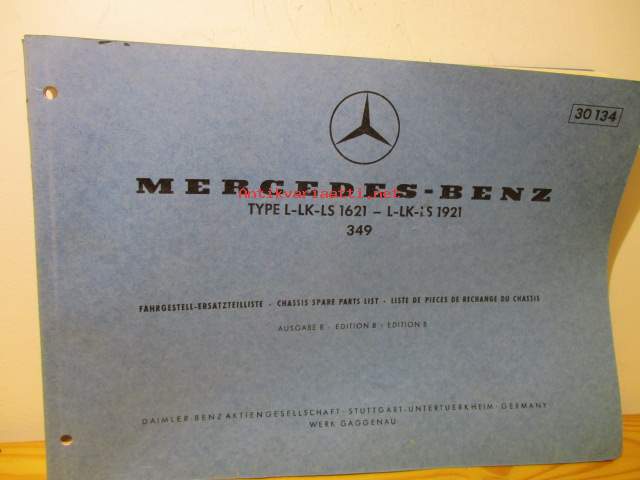 30 134
MERCEDES-BENZ
Antikvariaatti.net
TYPE L-LK-LS 1621 - L-LK-LS 1921
349
FAHRGESTELL-ERSATZTEILLISTE · CHASSIS SPARE PARTS LIST · LISTE DE PIECES DE RECHANGE DU CHASSIS
AUSGABE B · EDITION B · EDITION B
DAIMLER-BENZ AKTIENGESELLSCHAFT · STUTTGART-UNTERTUERKHEIM · GERMANY
WERK GAGGENAU